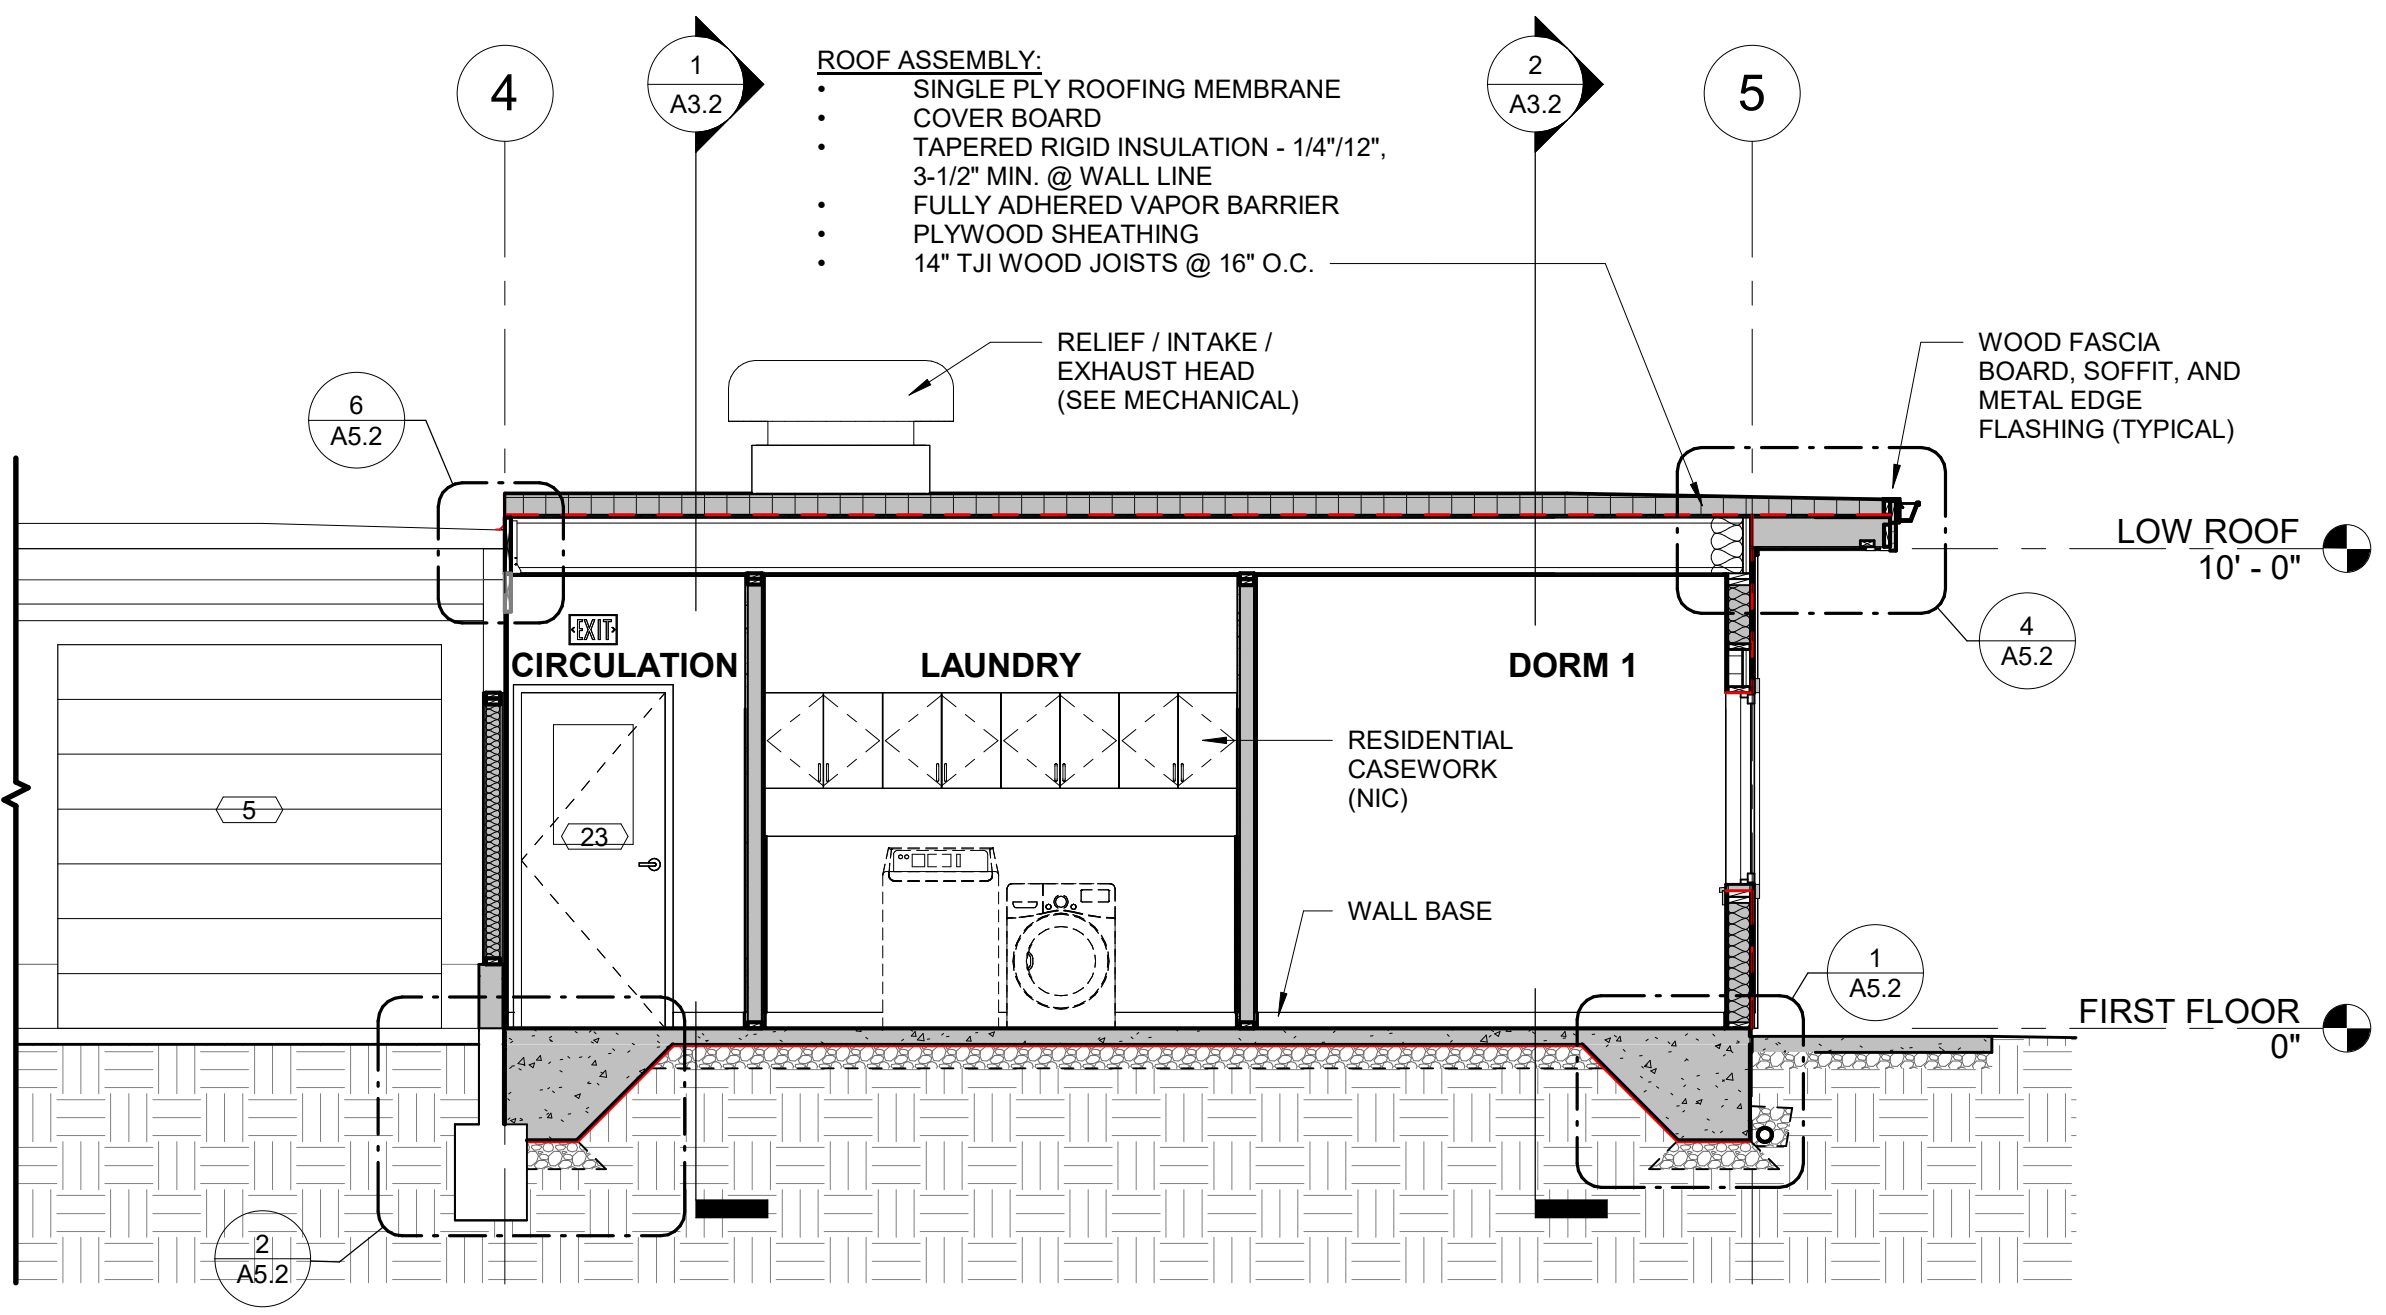 4
1
A3.2
ROOF ASSEMBLY:
• SINGLE PLY ROOFING MEMBRANE
• COVER BOARD
• TAPERED RIGID INSULATION - 1/4"/12",
3-1/2" MIN. @ WALL LINE
• FULLY ADHERED VAPOR BARRIER
• PLYWOOD SHEATHING
• 14" TJI WOOD JOISTS @ 16" O.C.
2
A3.2
5
RELIEF / INTAKE /
EXHAUST HEAD
(SEE MECHANICAL)
WOOD FASCIA
BOARD, SOFFIT, AND
METAL EDGE
FLASHING (TYPICAL)
6
A5.2
LOW ROOF
10' - 0"
EXIT
CIRCULATION
LAUNDRY
DORM 1
4
A5.2
RESIDENTIAL
CASEWORK
(NIC)
5
23
WALL BASE
1
A5.2
FIRST FLOOR
0"
2
A5.2